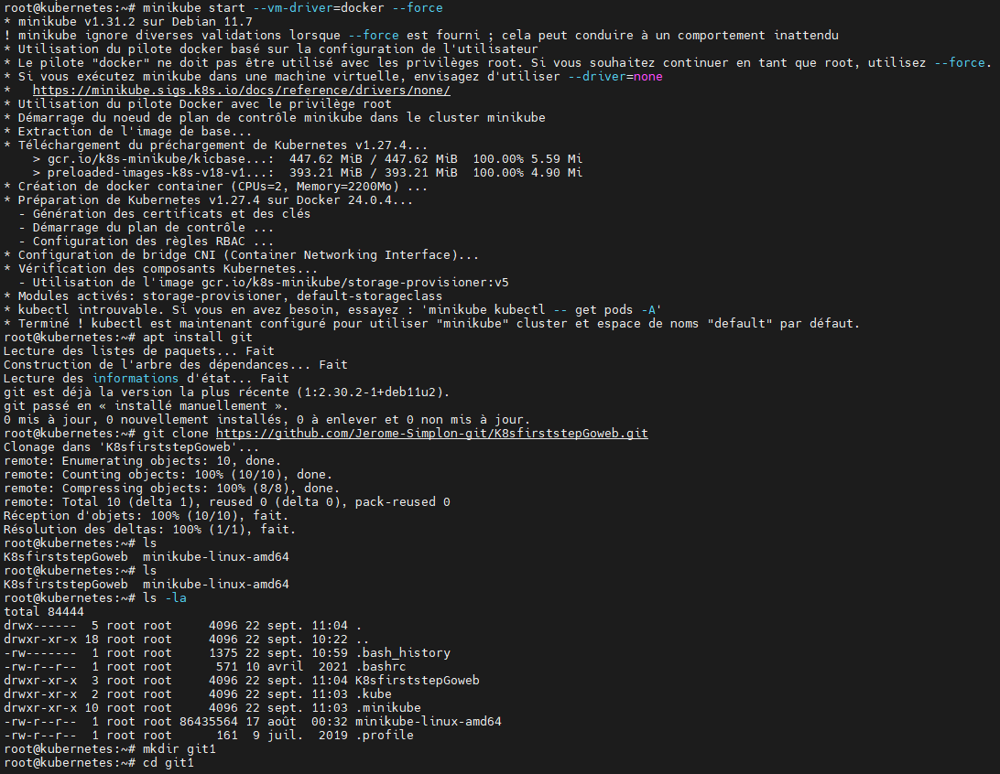 root@kubernetes:~# minikube start --vm-driver=docker --force
* minikube v1.31.2 sur Debian 11.7
! minikube ignore diverses validations lorsque --force est fourni ; cela peut conduire à un comportement inattendu
* Utilisation du pilote docker basé sur la configuration de l'utilisateur
* Le pilote "docker" ne doit pas être utilisé avec les privilèges root. Si vous souhaitez continuer en tant que root, utilisez --force.
* Si vous exécutez minikube dans une machine virtuelle, envisagez d'utiliser --driver=none
*   https://minikube.sigs.k8s.io/docs/reference/drivers/none/
* Utilisation du pilote Docker avec le privilège root
* Démarrage du noeud de plan de contrôle minikube dans le cluster minikube
* Extraction de l'image de base...
* Téléchargement du préchargement de Kubernetes v1.27.4...
    > gcr.io/k8s-minikube/kicbase...:  447.62 MiB / 447.62 MiB  100.00% 5.59 Mi
    > preloaded-images-k8s-v18-v1...:  393.21 MiB / 393.21 MiB  100.00% 4.90 Mi
* Création de docker container (CPUs=2, Memory=2200Mo) ...
* Préparation de Kubernetes v1.27.4 sur Docker 24.0.4...
  - Génération des certificats et des clés
  - Démarrage du plan de contrôle ...
  - Configuration des règles RBAC ...
* Configuration de bridge CNI (Container Networking Interface)...
* Vérification des composants Kubernetes...
  - Utilisation de l'image gcr.io/k8s-minikube/storage-provisioner:v5
* Modules activés: storage-provisioner, default-storageclass
* kubectl introuvable. Si vous en avez besoin, essayez : 'minikube kubectl -- get pods -A'
* Terminé ! kubectl est maintenant configuré pour utiliser "minikube" cluster et espace de noms "default" par défaut.
root@kubernetes:~# apt install git
Lecture des listes de paquets... Fait
Construction de l'arbre des dépendances... Fait
Lecture des informations d'état... Fait
git est déjà la version la plus récente (1:2.30.2-1+deb11u2).
git passé en « installé manuellement ».
0 mis à jour, 0 nouvellement installés, 0 à enlever et 0 non mis à jour.
root@kubernetes:~# git clone https://github.com/Jerome-Simplon-git/K8sfirststepGoweb.git
Clonage dans 'K8sfirststepGoweb'...
remote: Enumerating objects: 10, done.
remote: Counting objects: 100% (10/10), done.
remote: Compressing objects: 100% (8/8), done.
remote: Total 10 (delta 1), reused 0 (delta 0), pack-reused 0
Réception d'objets: 100% (10/10), fait.
Résolution des deltas: 100% (1/1), fait.
root@kubernetes:~# ls
K8sfirststepGoweb  minikube-linux-amd64
root@kubernetes:~# ls
K8sfirststepGoweb  minikube-linux-amd64
root@kubernetes:~# ls -la
total 84444
drwx------  5 root root     4096 22 sept. 11:04 .
drwxr-xr-x 18 root root     4096 22 sept. 10:22 ..
-rw-------  1 root root     1375 22 sept. 10:59 .bash_history
-rw-r--r--  1 root root      571 10 avril  2021 .bashrc
drwxr-xr-x  3 root root     4096 22 sept. 11:04 K8sfirststepGoweb
drwxr-xr-x  2 root root     4096 22 sept. 11:03 .kube
drwxr-xr-x 10 root root     4096 22 sept. 11:03 .minikube
-rw-r--r--  1 root root 86435564 17 août  00:32 minikube-linux-amd64
-rw-r--r--  1 root root      161  9 juil.  2019 .profile
root@kubernetes:~# mkdir git1
root@kubernetes:~# cd git1